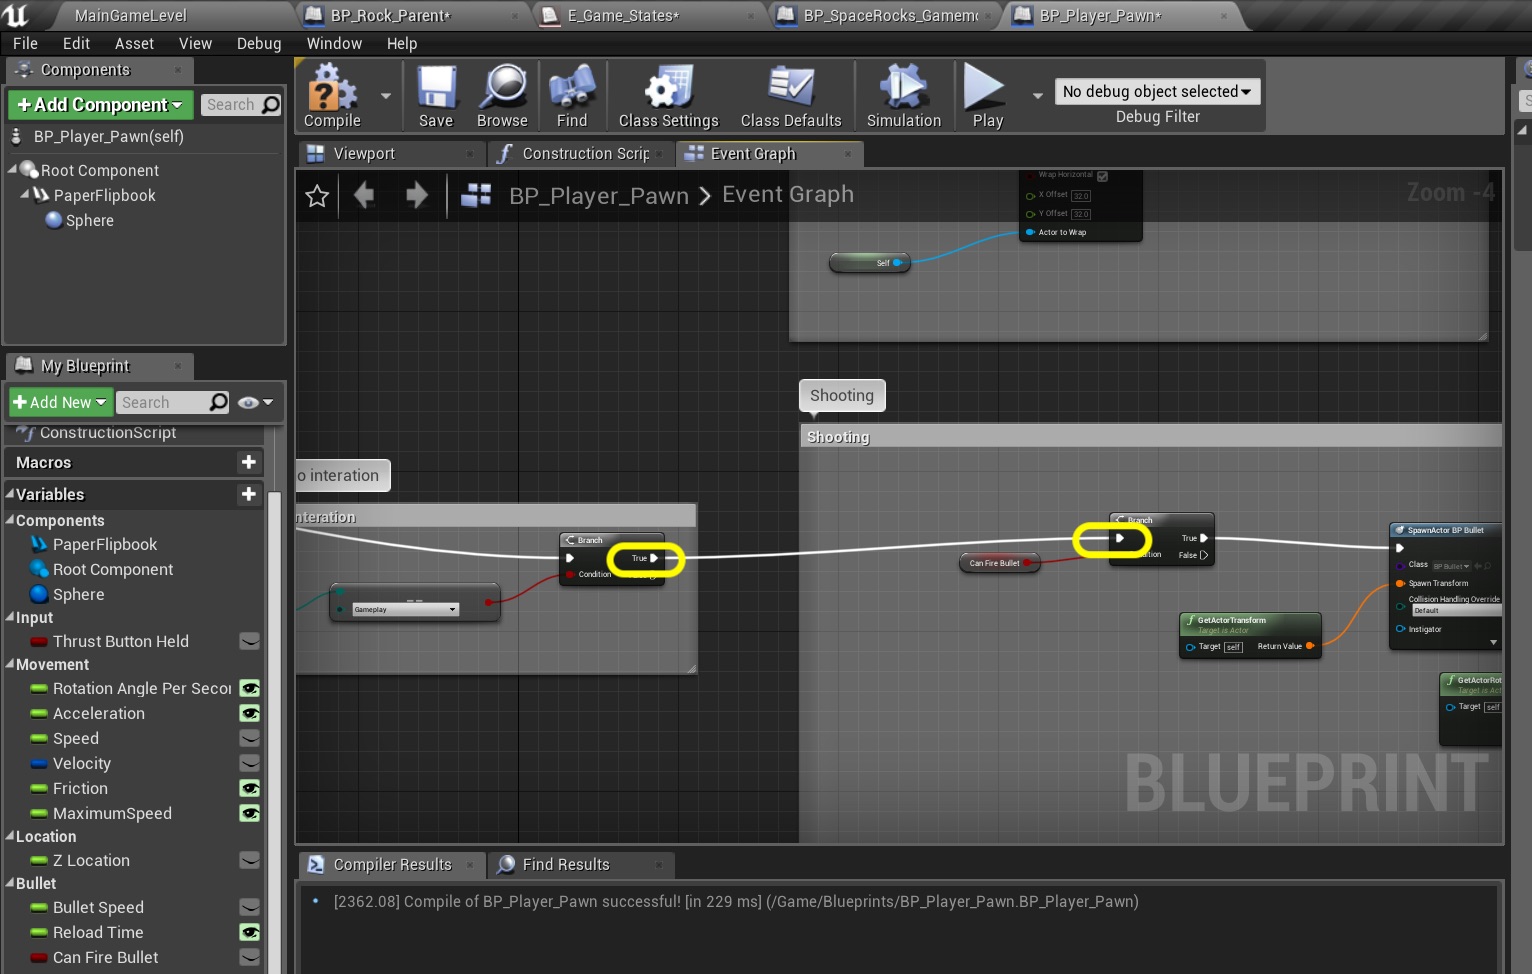 MainGameLevel
BP_Rock_Parent*
E_Game_States*
BP_SpaceRocks_Gamem
BP_Player_Pawn*
File Edit Asset View Debug Window Help
Components
+Add Component
Search
BP_Player_Pawn(self)
Root Component
PaperFlipbook
Sphere
Compile
Save
Browse
Find
Class Settings
Class Defaults
Simulation
Play
No debug object selected
Debug Filter
Viewport
Construction Scrip
Event Graph
BP_Player_Pawn > Event Graph
Zoom -4
Wrap Horizontal
X Offset 32.0
Y Offset 32.0
Actor to Wrap
Self
My Blueprint
+Add New
Search
ConstructionScript
Macros
Variables
Components
PaperFlipbook
Root Component
Sphere
Input
Thrust Button Held
Movement
Rotation Angle Per Secon
Acceleration
Speed
Velocity
Friction
MaximumSpeed
Location
Z Location
Bullet
Bullet Speed
Reload Time
Can Fire Bullet
Shooting
Shooting
o interation
nteration
Branch
True
Condition
==
Gameplay
Branch
True
dition
False
Can Fire Bullet
SpawnActor BP Bullet
Class BP Bullet
Spawn Transform
Collision Handling Override
Default
Instigator
GetActorTransform
Target is Actor
Target self
Return Value
GetActorRot
Target is Act
Target self
BLUEPRINT
Compiler Results
Find Results
[2362.08] Compile of BP_Player_Pawn successful! [in 229 ms] (/Game/Blueprints/BP_Player_Pawn.BP_Player_Pawn)